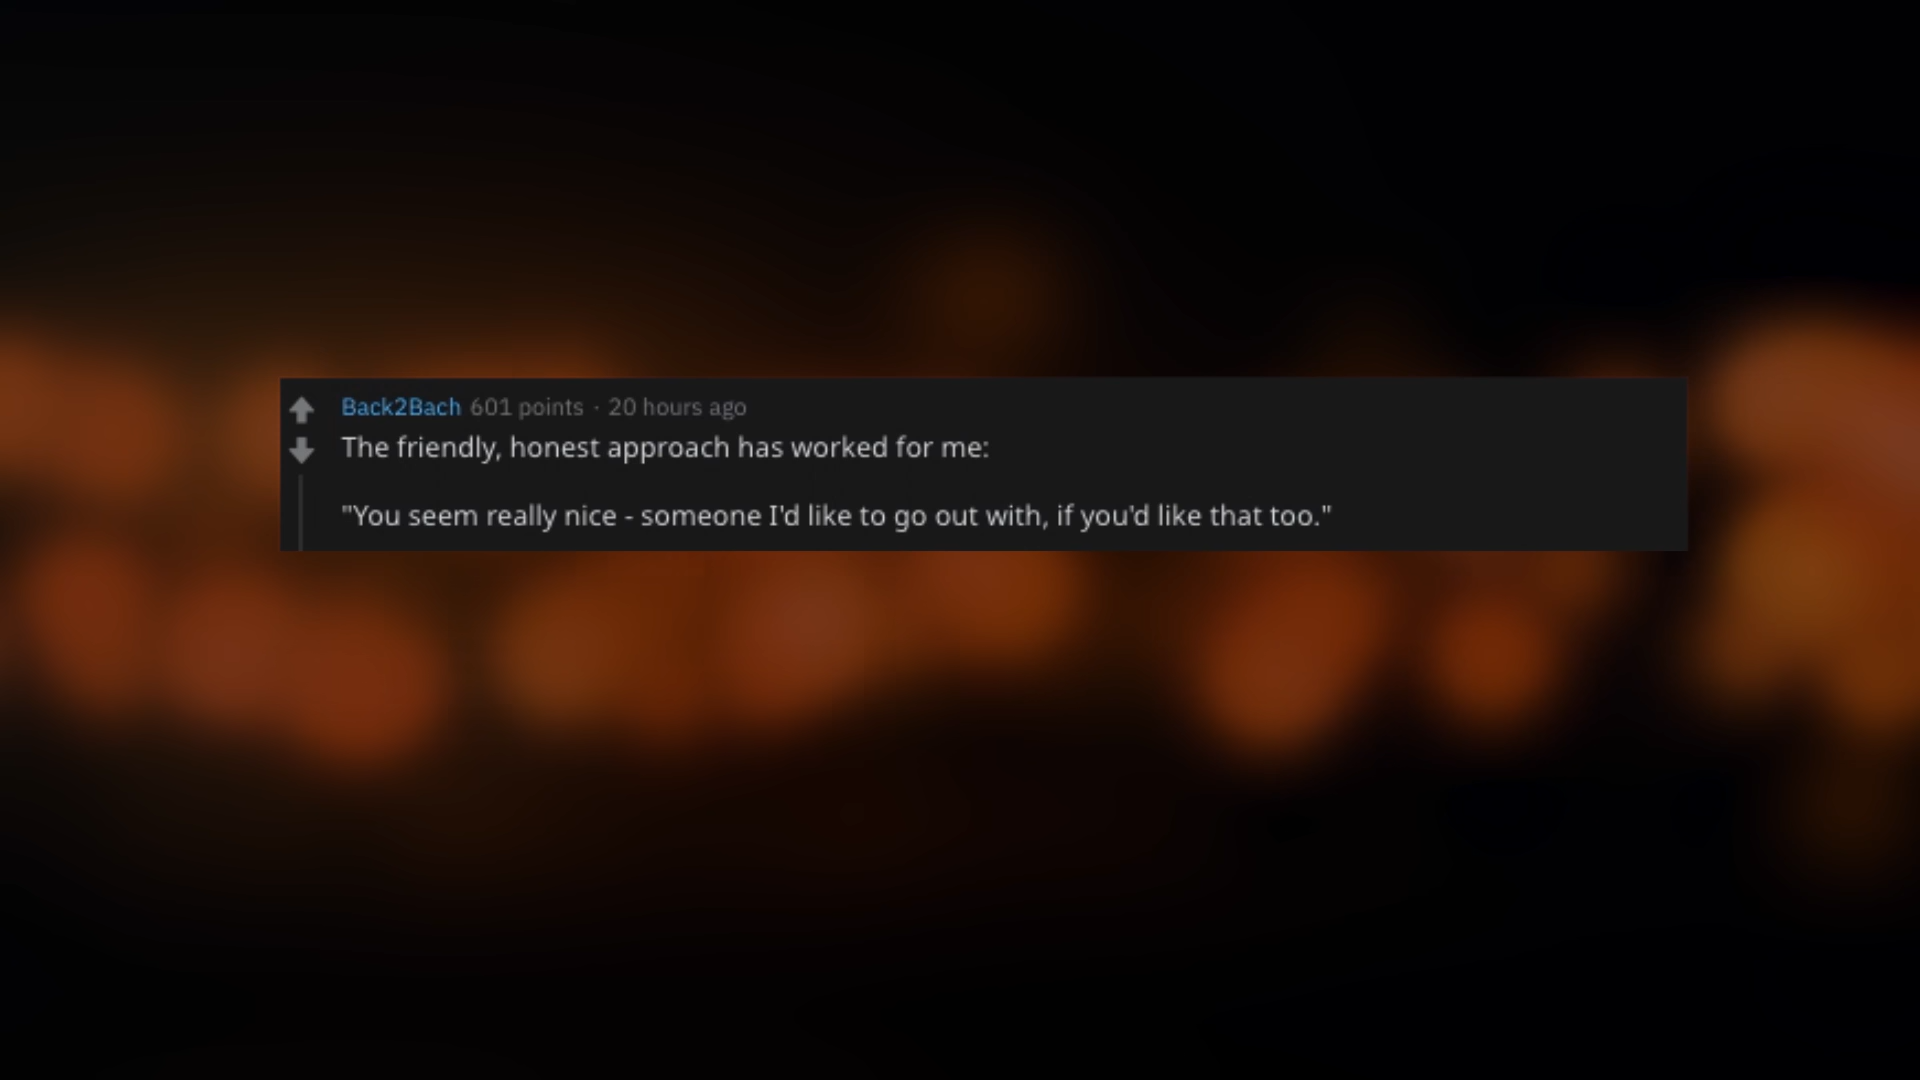 Back2Bach 601 points · 20 hours ago
The friendly, honest approach has worked for me:
"You seem really nice - someone I'd like to go out with, if you'd like that too."